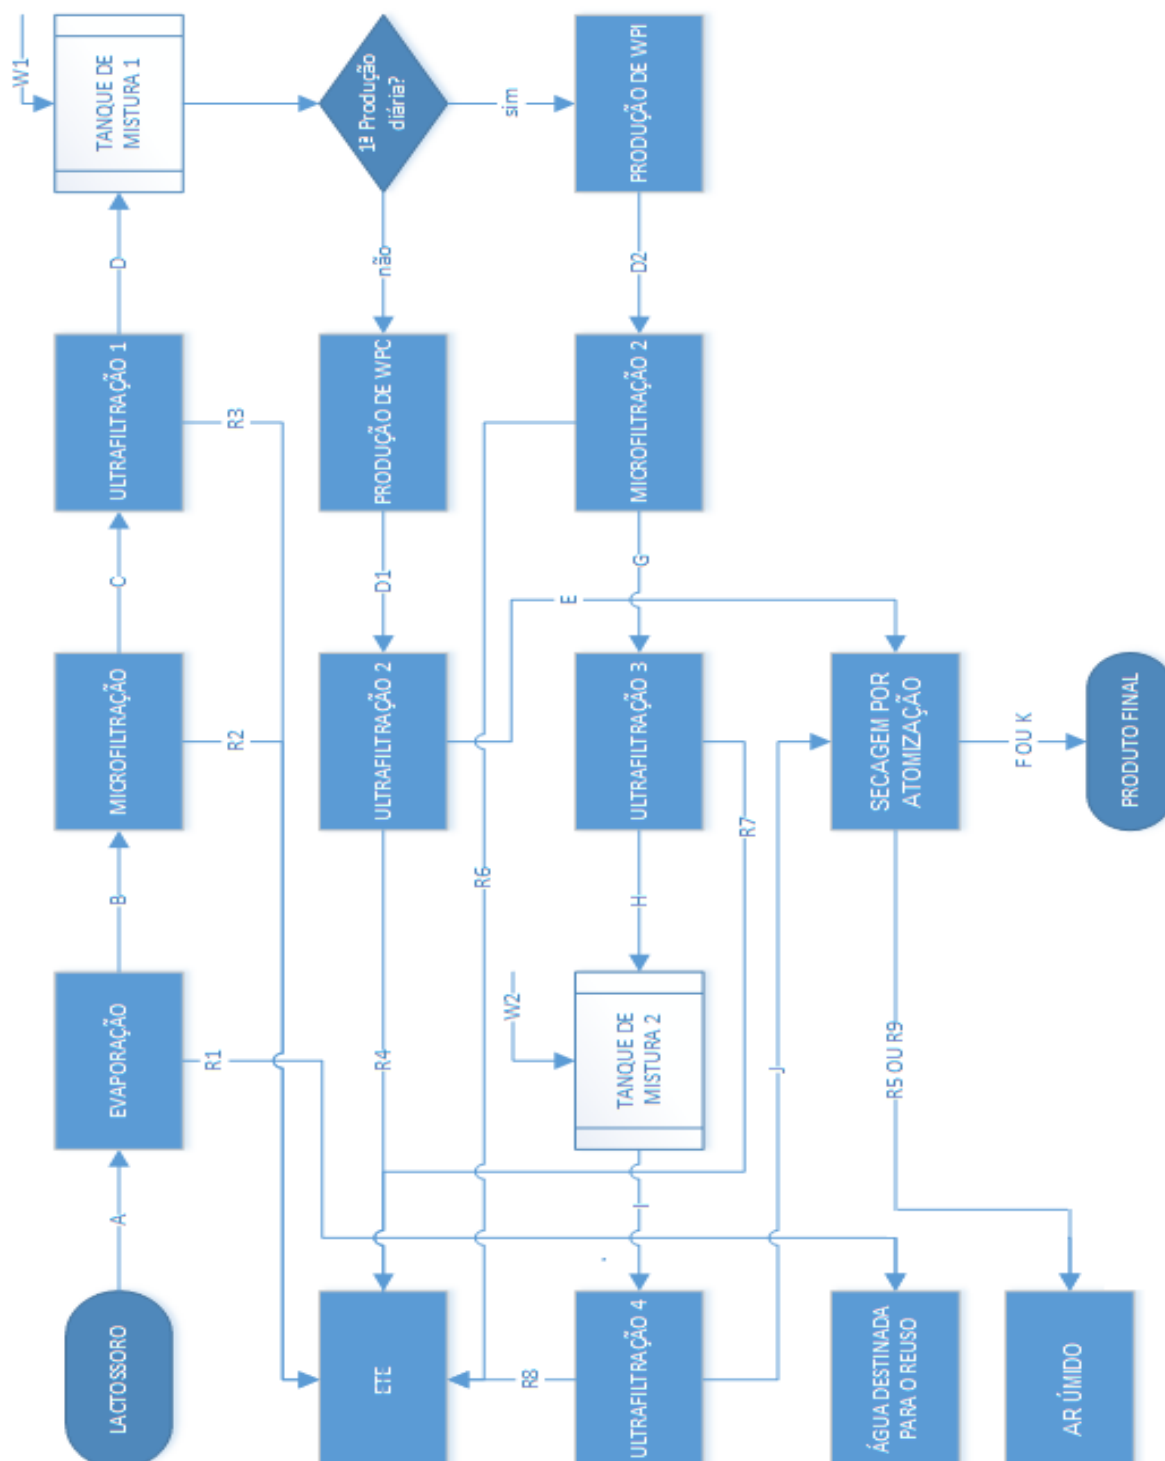 LACTOSSORO
A
EVAPORAÇÃO
B
MICROFILTRAÇÃO
C
ULTRAFILTRAÇÃO 1
D
TANQUE DE
MISTURA 1
W1
R1
R2
R3
ETE
R4
ULTRAFILTRAÇÃO 2
D1
PRODUÇÃO DE WPC
não
1ª Produção
diária?
sim
R6
E
R8
W2
ULTRAFILTRAÇÃO 4
I
TANQUE DE
MISTURA 2
H
ULTRAFILTRAÇÃO 3
G
MICROFILTRAÇÃO 2
D2
PRODUÇÃO DE WPI
R7
J
ÁGUA DESTINADA
PARA O REUSO
R5 OU R9
SECAGEM POR
ATOMIZAÇÃO
F OU K
AR ÚMIDO
PRODUTO FINAL